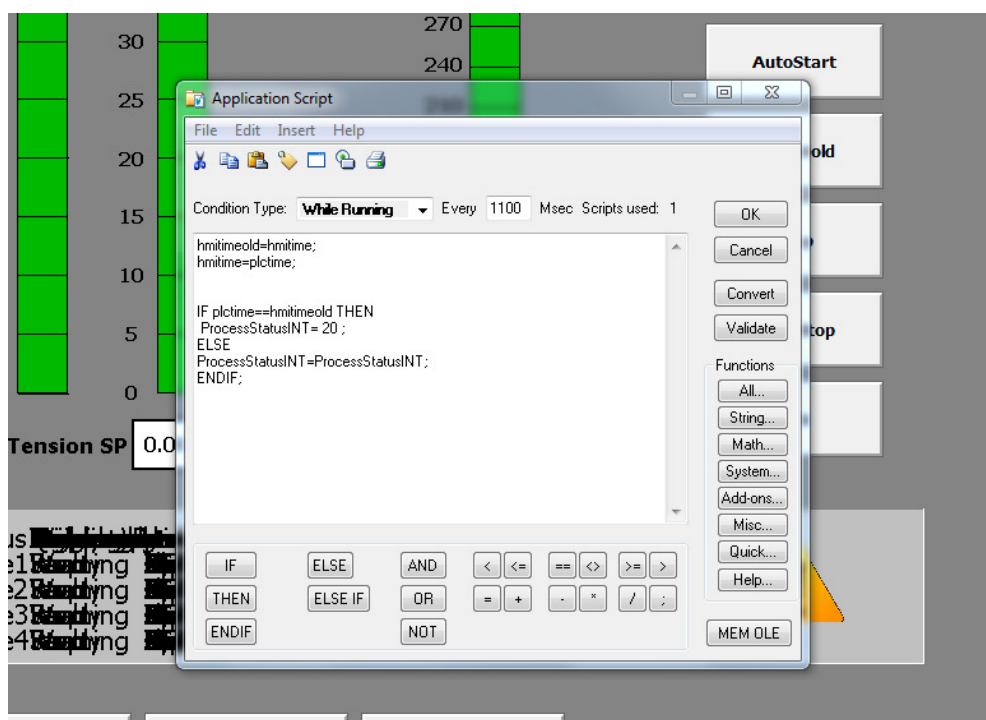 270
30
240
AutoStart
Application Script
25
File Edit Insert Help
20
old
Condition Type: While Running Every 1100 Msec Scripts used: 1
OK
15
hmitimeold=hmitime;
Cancel
hmitime=plctime;
10
Convert
IF plctime==hmitimeold THEN
ProcessStatusINT= 20 ;
Validate
top
5
ELSE
ProcessStatusINT=ProcessStatusINT;
Functions
ENDIF;
All...
0
String...
Tension SP 0.0
Math...
System...
Add-ons...
Misc...
Quick...
IF ELSE AND < <= == <> >= >
Help...
THEN ELSE IF OR = + - * / ;
ENDIF NOT
MEM OLE